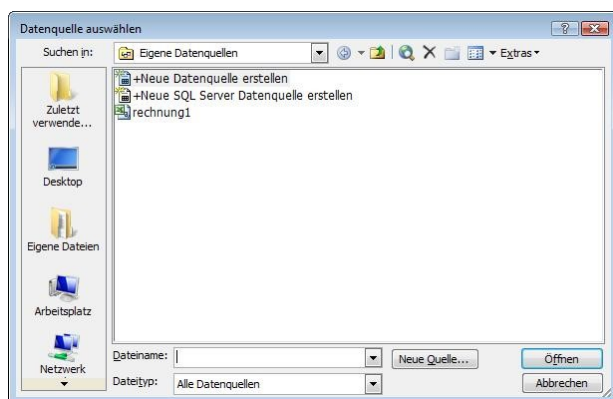 Datenquelle auswählen
Suchen in:
Eigene Datenquellen
Extras
Zuletzt
verwende...
Desktop
Eigene Dateien
Arbeitsplatz
Netzwerk
+Neue Datenquelle erstellen
+Neue SQL Server Datenquelle erstellen
rechnung1
Dateiname:
Neue Quelle...
Öffnen
Dateityp:
Alle Datenquellen
Abbrechen